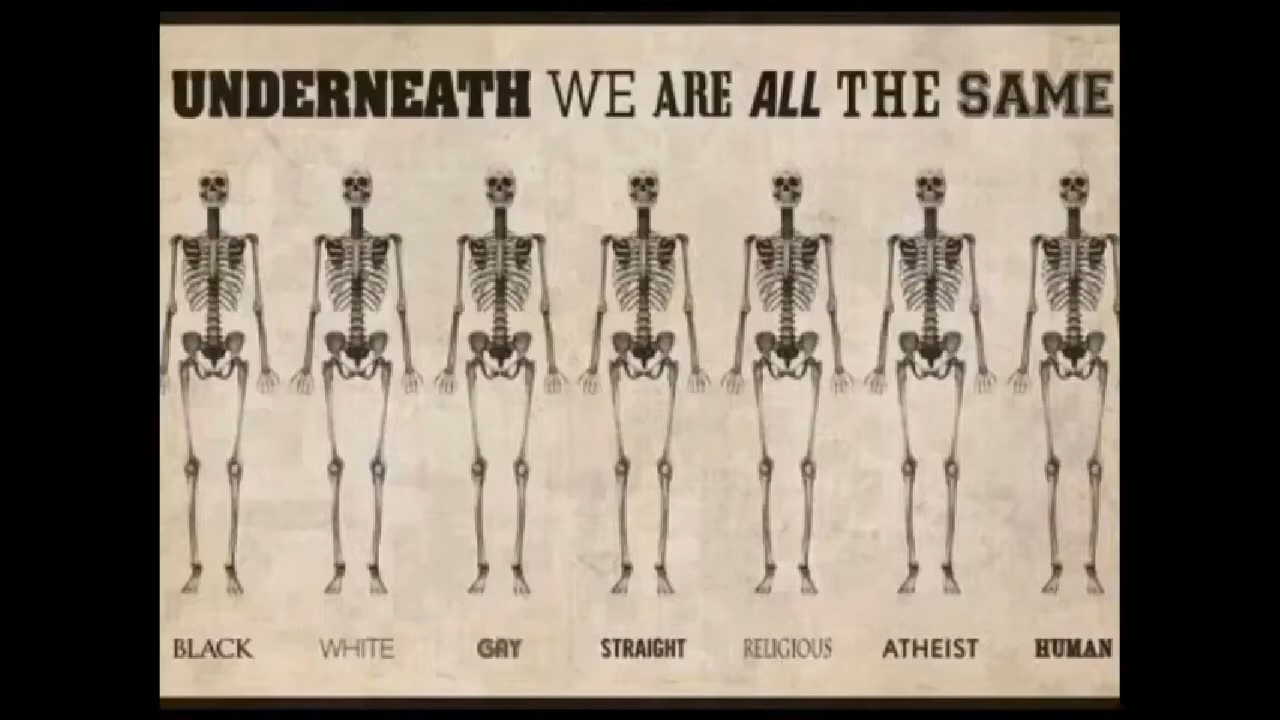 UNDERNEATH WE ARE ALL THE SAME
BLACK WHITE GAY STRAIGHT RELIGIOUS ATHEIST HUMAN